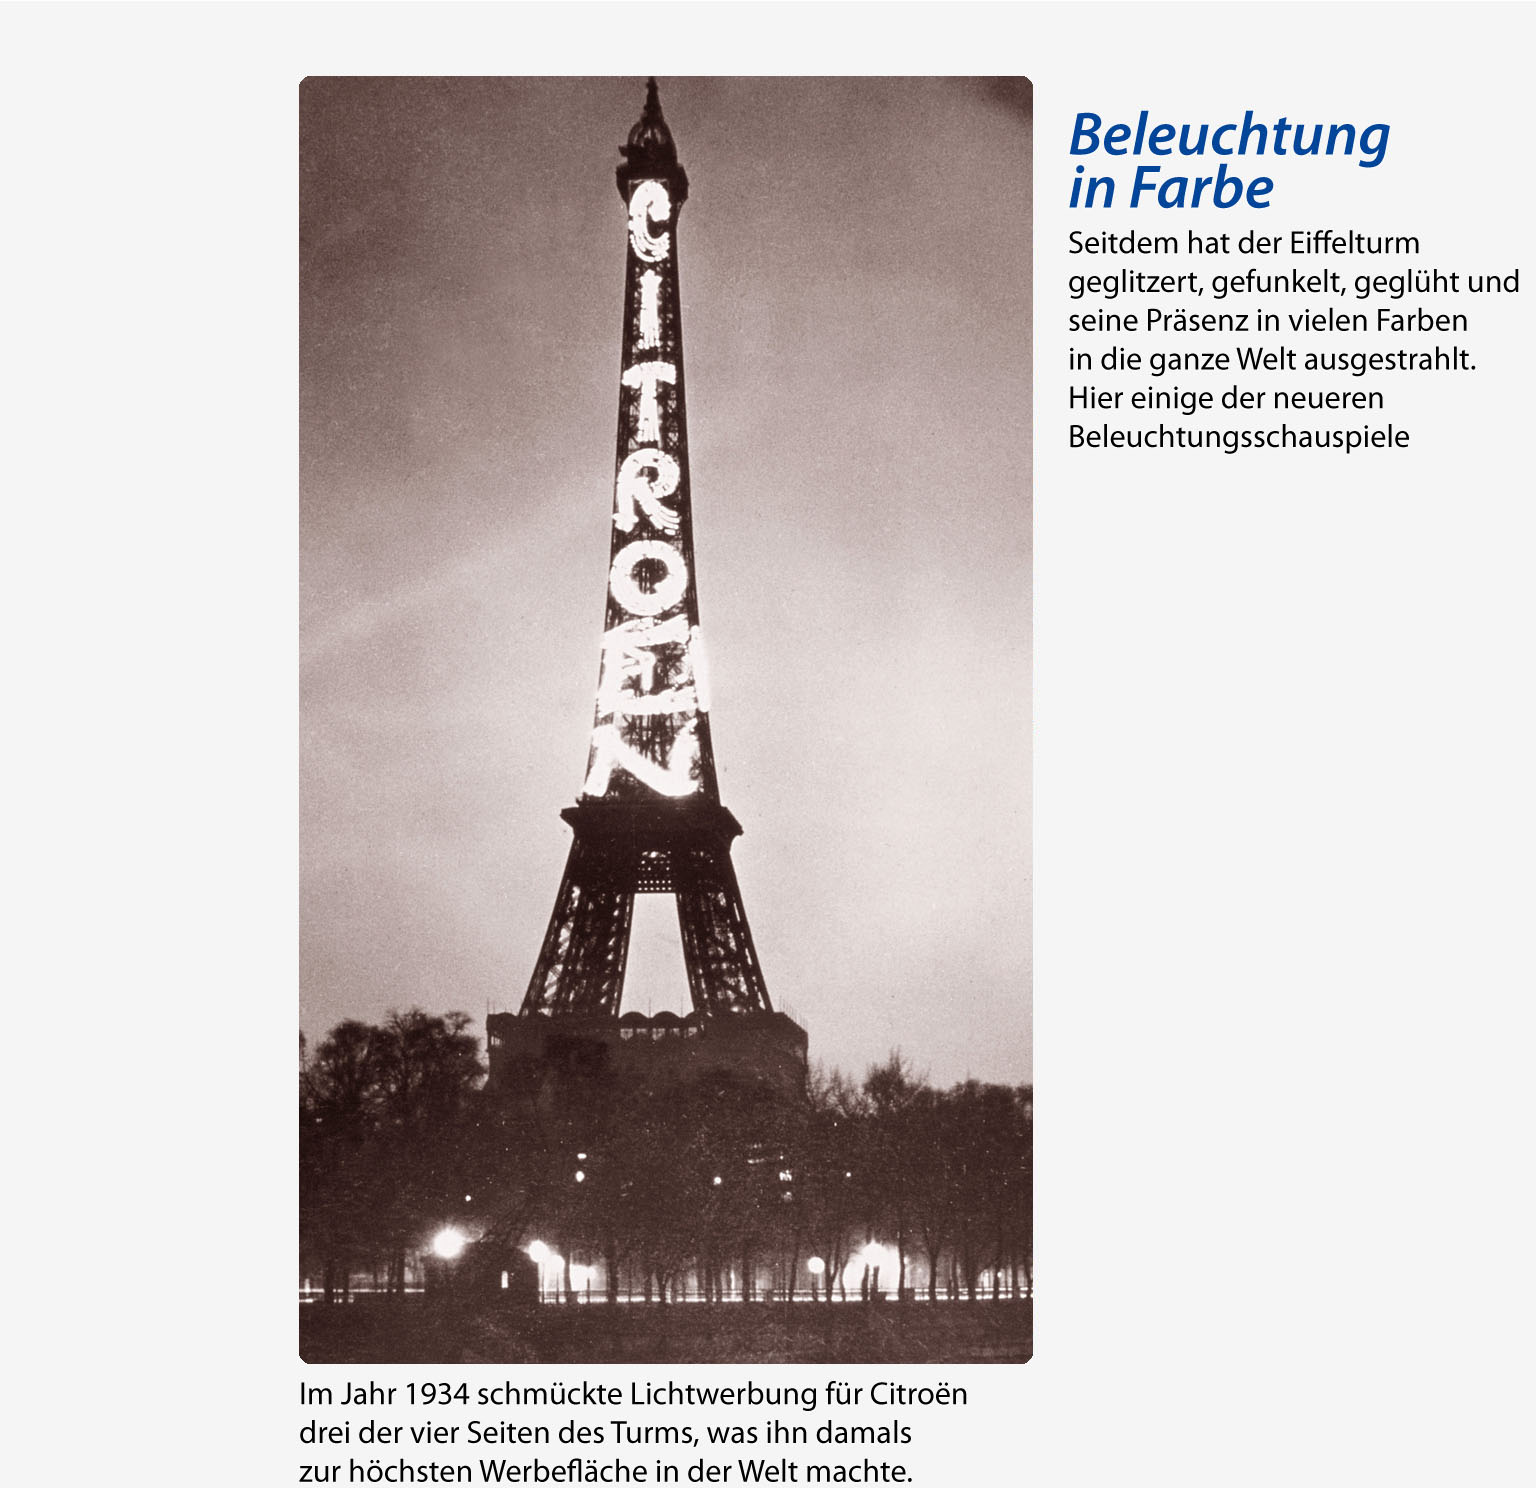 C
I
T
R
O
E
N
Beleuchtung
in Farbe
Seitdem hat der Eiffelturm
geglitzert, gefunkelt, geglüht und
seine Präsenz in vielen Farben
in die ganze Welt ausgestrahlt.
Hier einige der neueren
Beleuchtungsschauspiele
Im Jahr 1934 schmückte Lichtwerbung für Citroën
drei der vier Seiten des Turms, was ihn damals
zur höchsten Werbefläche in der Welt machte.